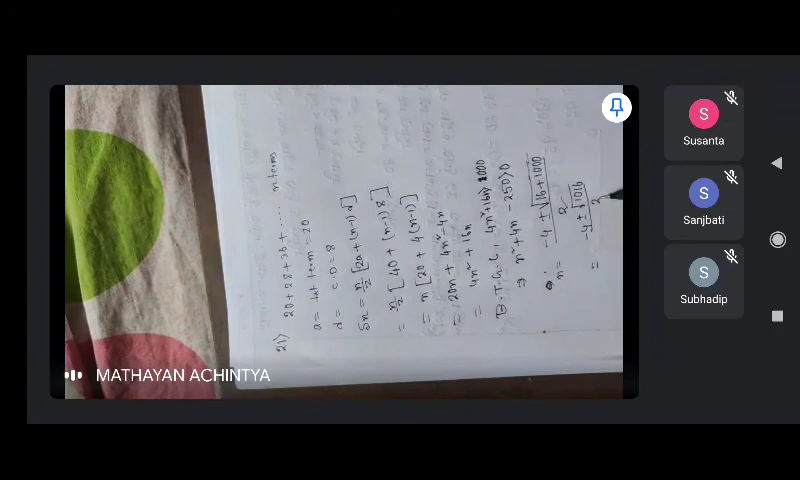 21) 20+28+36+ ..... n terms
a = 1st term = 20
d = C.D = 8
Sn = n/2 [2a+(n-1)d]
= n/2 [40 + (n-1) 8]
= n [20 + 4(n-1)]
= 20n + 4n² - 4n
= 4n² + 16n
4n²+16n > 1000
⇒ n²+4n - 250 > 0
n = -4 ± √16+1000 / 2
= -4 ± √1016 / 2
MATHAYAN ACHINTYA
S
Susanta
S
Sanjbati
S
Subhadip